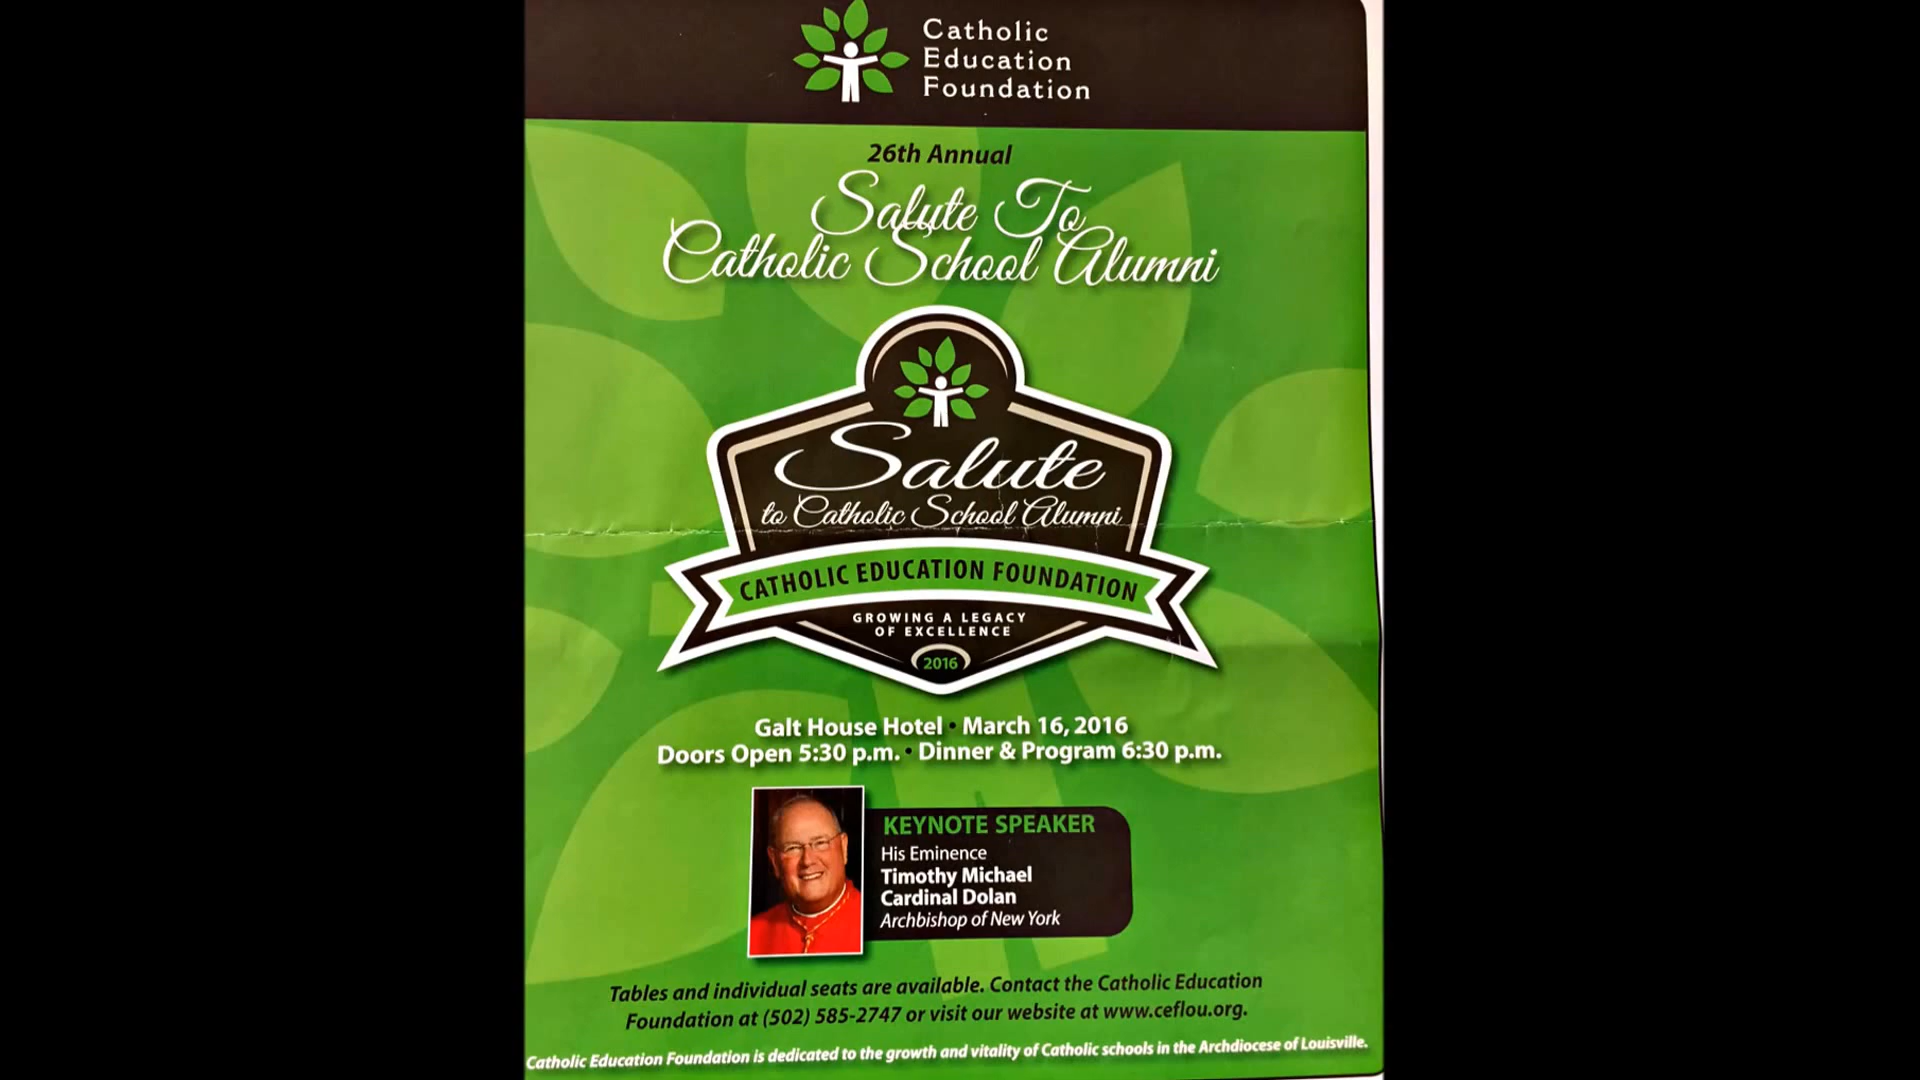 Catholic
Education
Foundation
26th Annual
Salute To
Catholic School Alumni
Salute
to Catholic School Alumni
CATHOLIC EDUCATION FOUNDATION
GROWING A LEGACY
OF EXCELLENCE
2016
Galt House Hotel • March 16, 2016
Doors Open 5:30 p.m. • Dinner & Program 6:30 p.m.
KEYNOTE SPEAKER
His Eminence
Timothy Michael
Cardinal Dolan
Archbishop of New York
Tables and individual seats are available. Contact the Catholic Education
Foundation at (502) 585-2747 or visit our website at www.ceflou.org.
Catholic Education Foundation is dedicated to the growth and vitality of Catholic schools in the Archdiocese of Louisville.